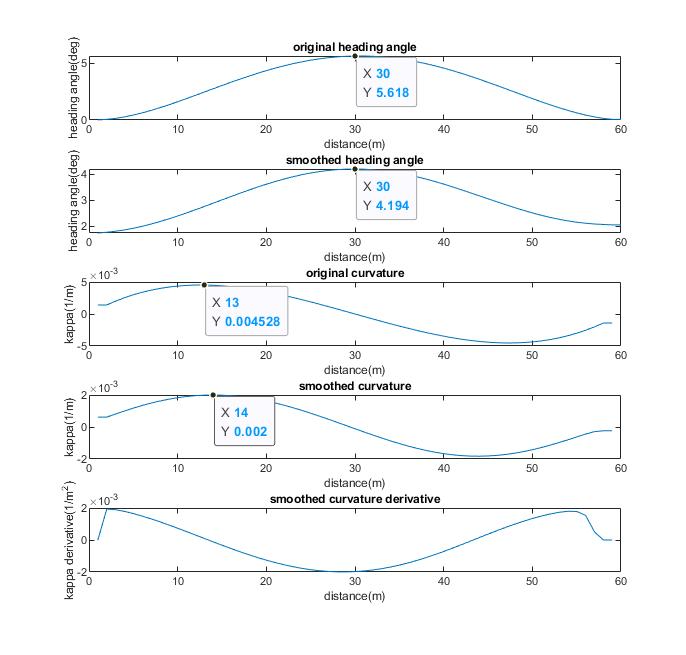 original heading angle
heading angle(deg)
5
0
X 30
Y 5.618
0 10 20 30 40 50 60
distance(m)
smoothed heading angle
heading angle(deg)
4
3
2
X 30
Y 4.194
0 10 20 30 40 50 60
distance(m)
original curvature
kappa(1/m)
×10⁻³
5
0
-5
X 13
Y 0.004528
0 10 20 30 40 50 60
distance(m)
smoothed curvature
kappa(1/m)
×10⁻³
2
0
-2
X 14
Y 0.002
0 10 20 30 40 50 60
distance(m)
smoothed curvature derivative
kappa derivative(1/m²)
×10⁻³
2
0
-2
0 10 20 30 40 50 60
distance(m)